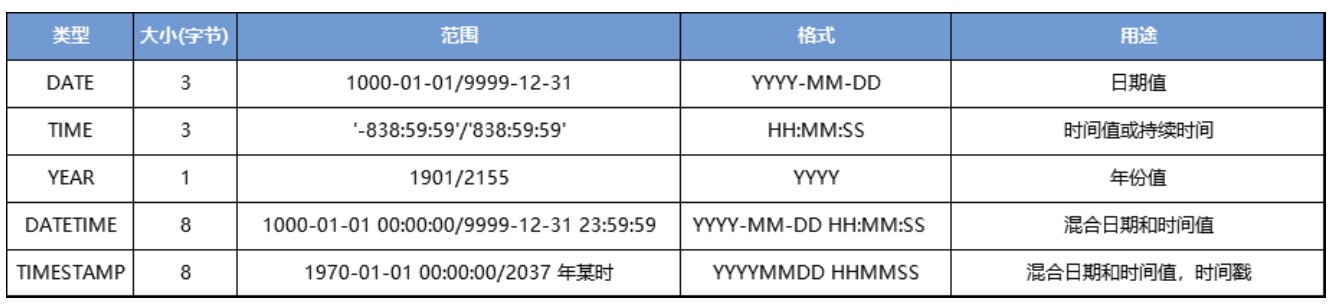 类型 大小(字节) 范围 格式 用途
DATE 3 1000-01-01/9999-12-31 YYYY-MM-DD 日期值
TIME 3 '-838:59:59'/'838:59:59' HH:MM:SS 时间值或持续时间
YEAR 1 1901/2155 YYYY 年份值
DATETIME 8 1000-01-01 00:00:00/9999-12-31 23:59:59 YYYY-MM-DD HH:MM:SS 混合日期和时间值
TIMESTAMP 8 1970-01-01 00:00:00/2037 年某时 YYYYMMDD HHMMSS 混合日期和时间值，时间戳